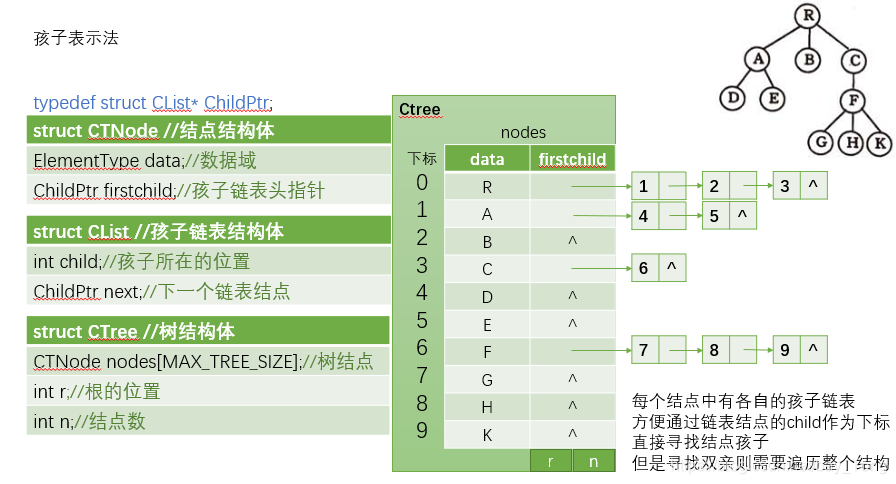 孩子表示法
typedef struct CList* ChildPtr;
struct CTNode //结点结构体
ElementType data;//数据域
ChildPtr firstchild;//孩子链表头指针
struct CList //孩子链表结构体
int child;//孩子所在的位置
ChildPtr next;//下一个链表结点
struct CTree //树结构体
CTNode nodes[MAX_TREE_SIZE];//树结点
int r;//根的位置
int n;//结点数
Ctree
nodes
下标 data firstchild
0 R 1 2 3 ^
1 A 4 5 ^
2 B ^
3 C 6 ^
4 D ^
5 E ^
6 F 7 8 9 ^
7 G ^
8 H ^
9 K ^
r n
R
A B C
D E F
G H K
每个结点中有各自的孩子链表
方便通过链表结点的child作为下标
直接寻找结点孩子
但是寻找双亲则需要遍历整个结构